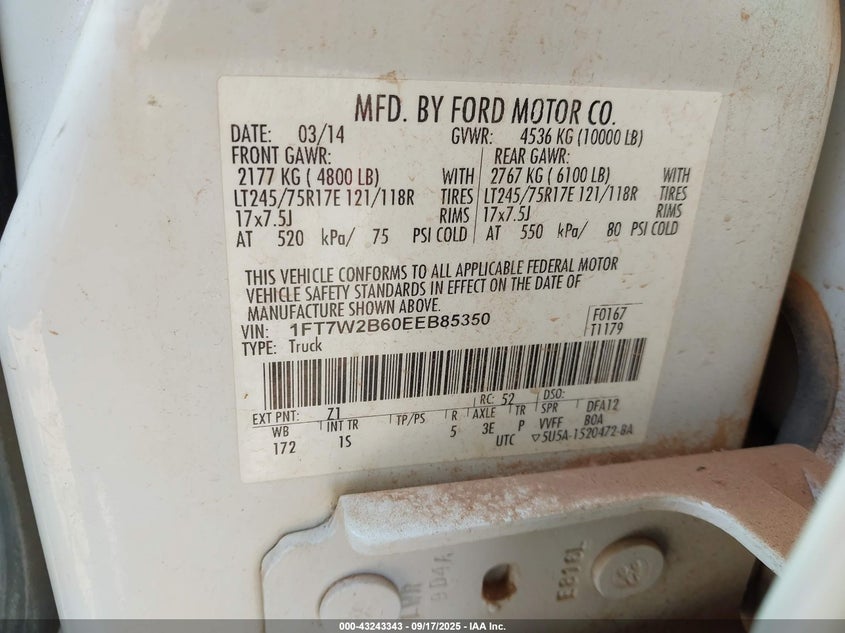 MFD. BY FORD MOTOR CO.
DATE: 03/14 GVWR: 4536 KG (10000 LB)
FRONT GAWR: REAR GAWR:
2177 KG ( 4800 LB) WITH 2767 KG ( 6100 LB) WITH
LT245/75R17E 121/118R TIRES LT245/75R17E 121/118R TIRES
17x7.5J RIMS 17x7.5J RIMS
AT 520 kPa/ 75 PSI COLD AT 550 kPa/ 80 PSI COLD
THIS VEHICLE CONFORMS TO ALL APPLICABLE FEDERAL MOTOR
VEHICLE SAFETY STANDARDS IN EFFECT ON THE DATE OF
MANUFACTURE SHOWN ABOVE.
VIN: 1FT7W2B60EEB85350 F0167
TYPE: Truck T1179
EXT PNT: Z1 RC: 52 DSO:
WB INT TR TP/PS R AXLE TR SPR DFA12
172 1S 5 3E P VVFF BOA
UTC ▽5U5A-1520472-BA
9D4A
E816L
000-43243343 - 09/17/2025 - IAA Inc.